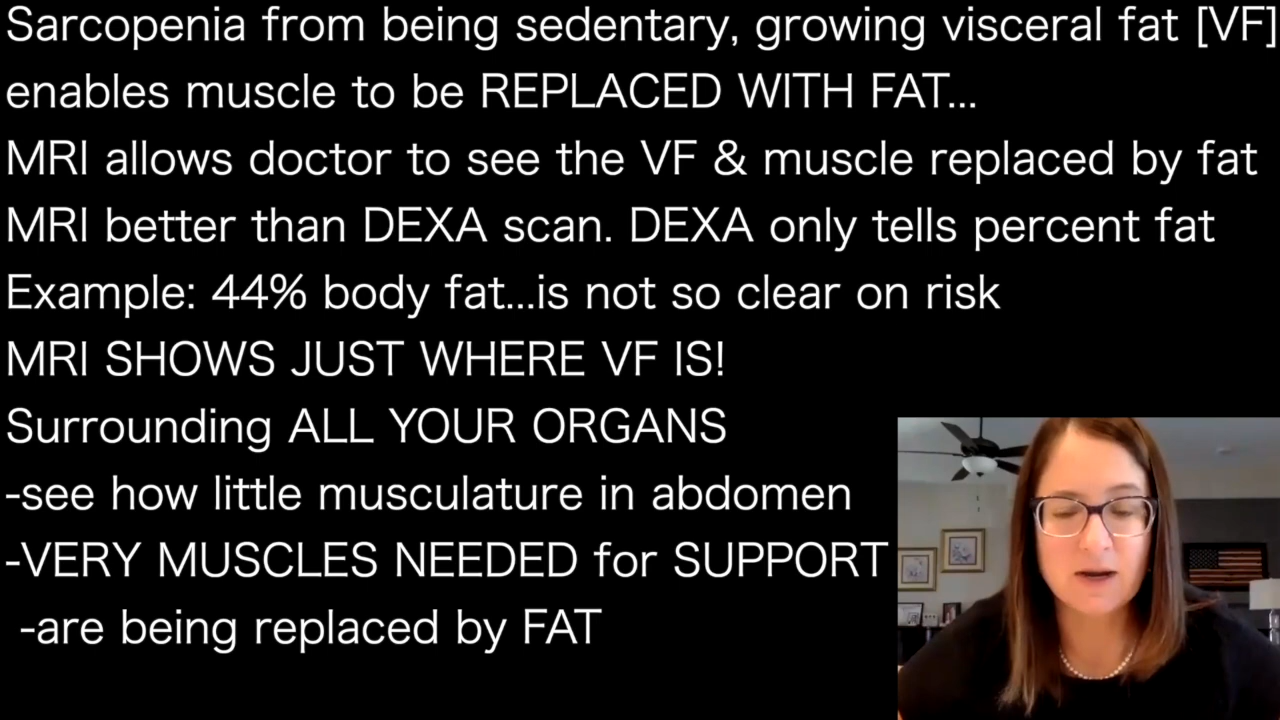 Sarcopenia from being sedentary, growing visceral fat [VF]
enables muscle to be REPLACED WITH FAT...
MRI allows doctor to see the VF & muscle replaced by fat
MRI better than DEXA scan. DEXA only tells percent fat
Example: 44% body fat...is not so clear on risk
MRI SHOWS JUST WHERE VF IS!
Surrounding ALL YOUR ORGANS
-see how little musculature in abdomen
-VERY MUSCLES NEEDED for SUPPORT
-are being replaced by FAT